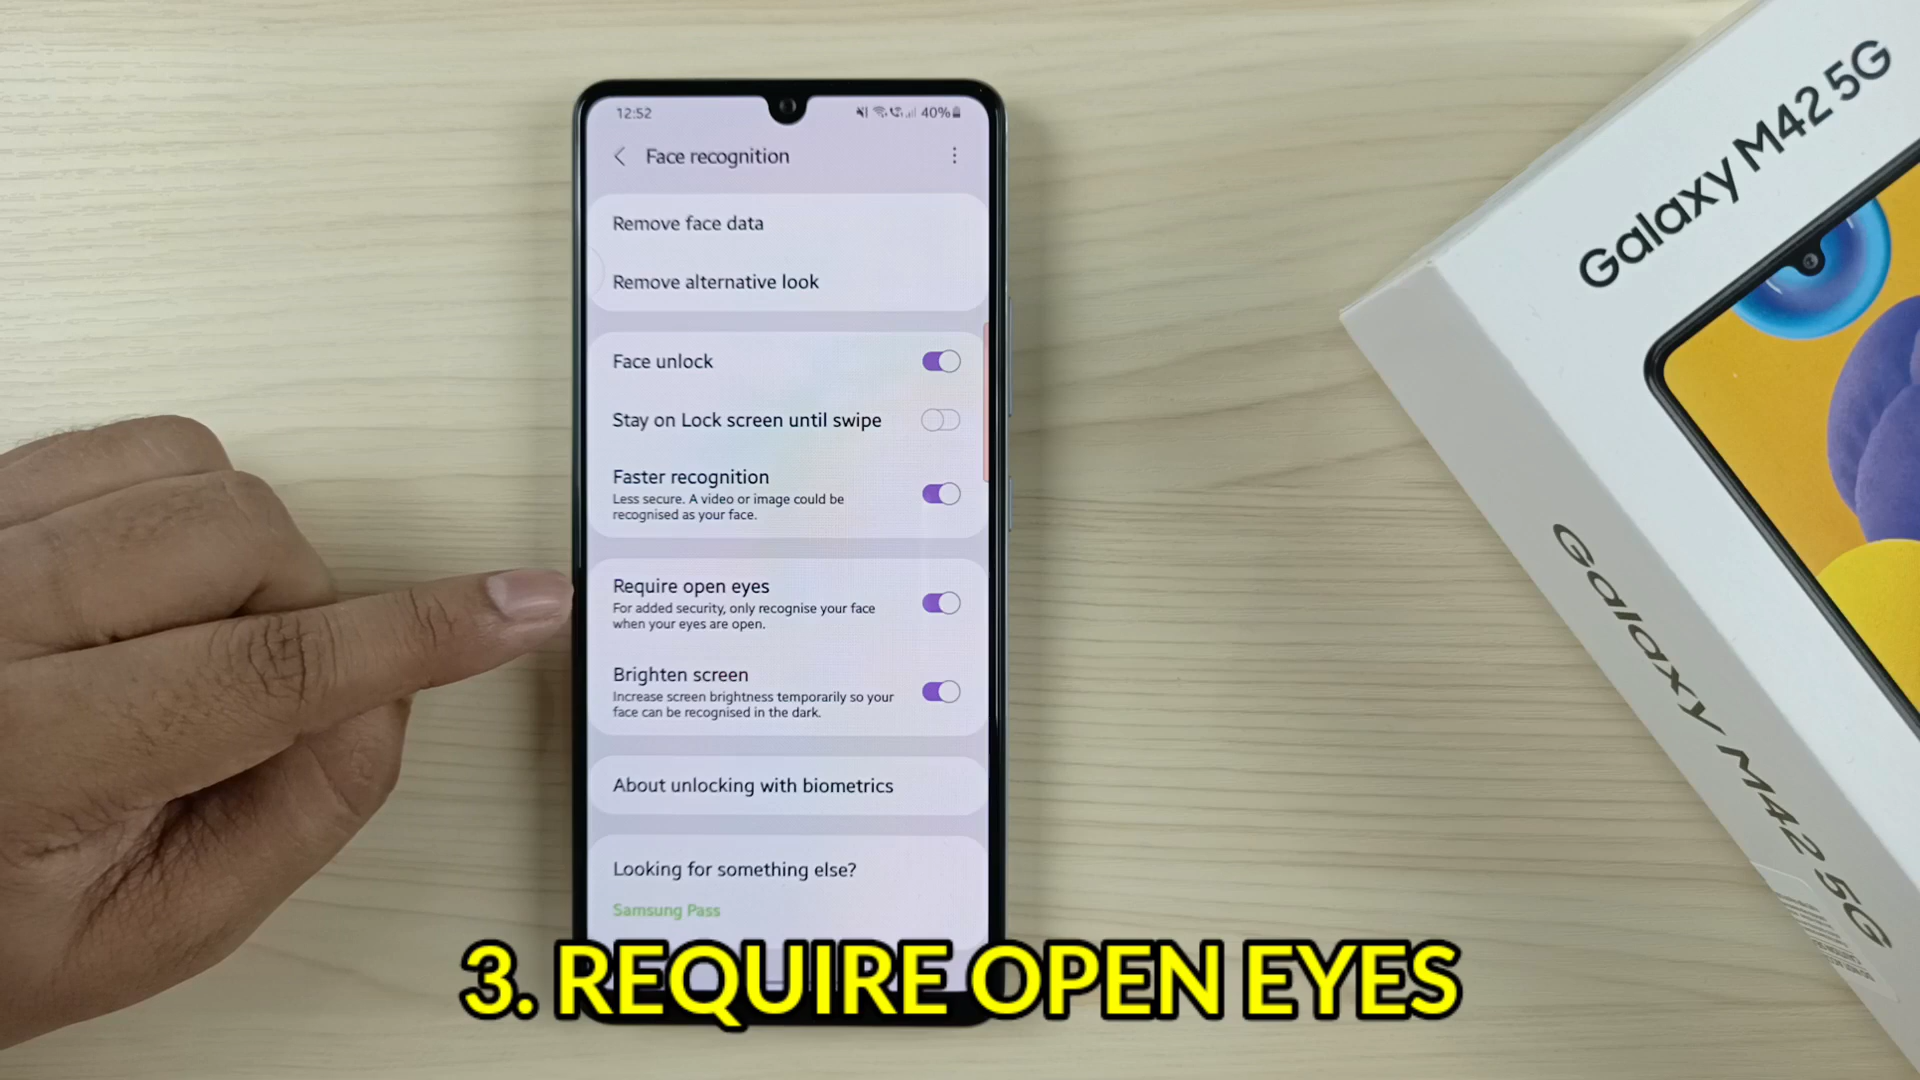 12:52
40%
Face recognition
Remove face data
Remove alternative look
Face unlock
Stay on Lock screen until swipe
Faster recognition
Less secure. A video or image could be
recognised as your face.
Require open eyes
For added security, only recognise your face
when your eyes are open.
Brighten screen
Increase screen brightness temporarily so your
face can be recognised in the dark.
About unlocking with biometrics
Looking for something else?
Samsung Pass
Galaxy M42 5G
Galaxy M42 5G
3. REQUIRE OPEN EYES